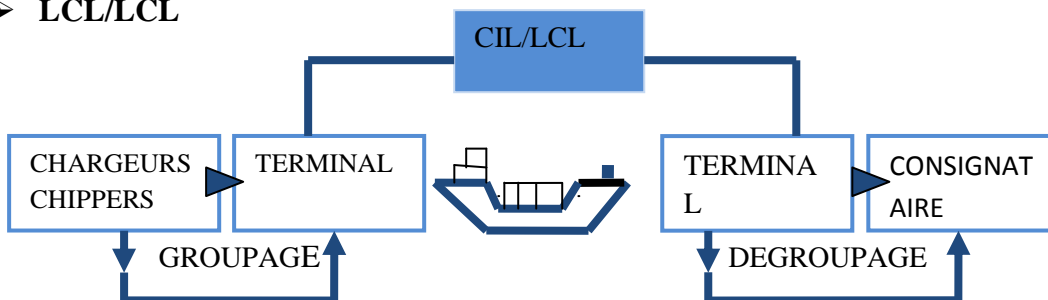 LCL/LCL
CIL/LCL
CHARGEURS
CHIPPERS
TERMINAL
TERMINA
L
CONSIGNAT
AIRE
GROUPAGE
DEGROUPAGE